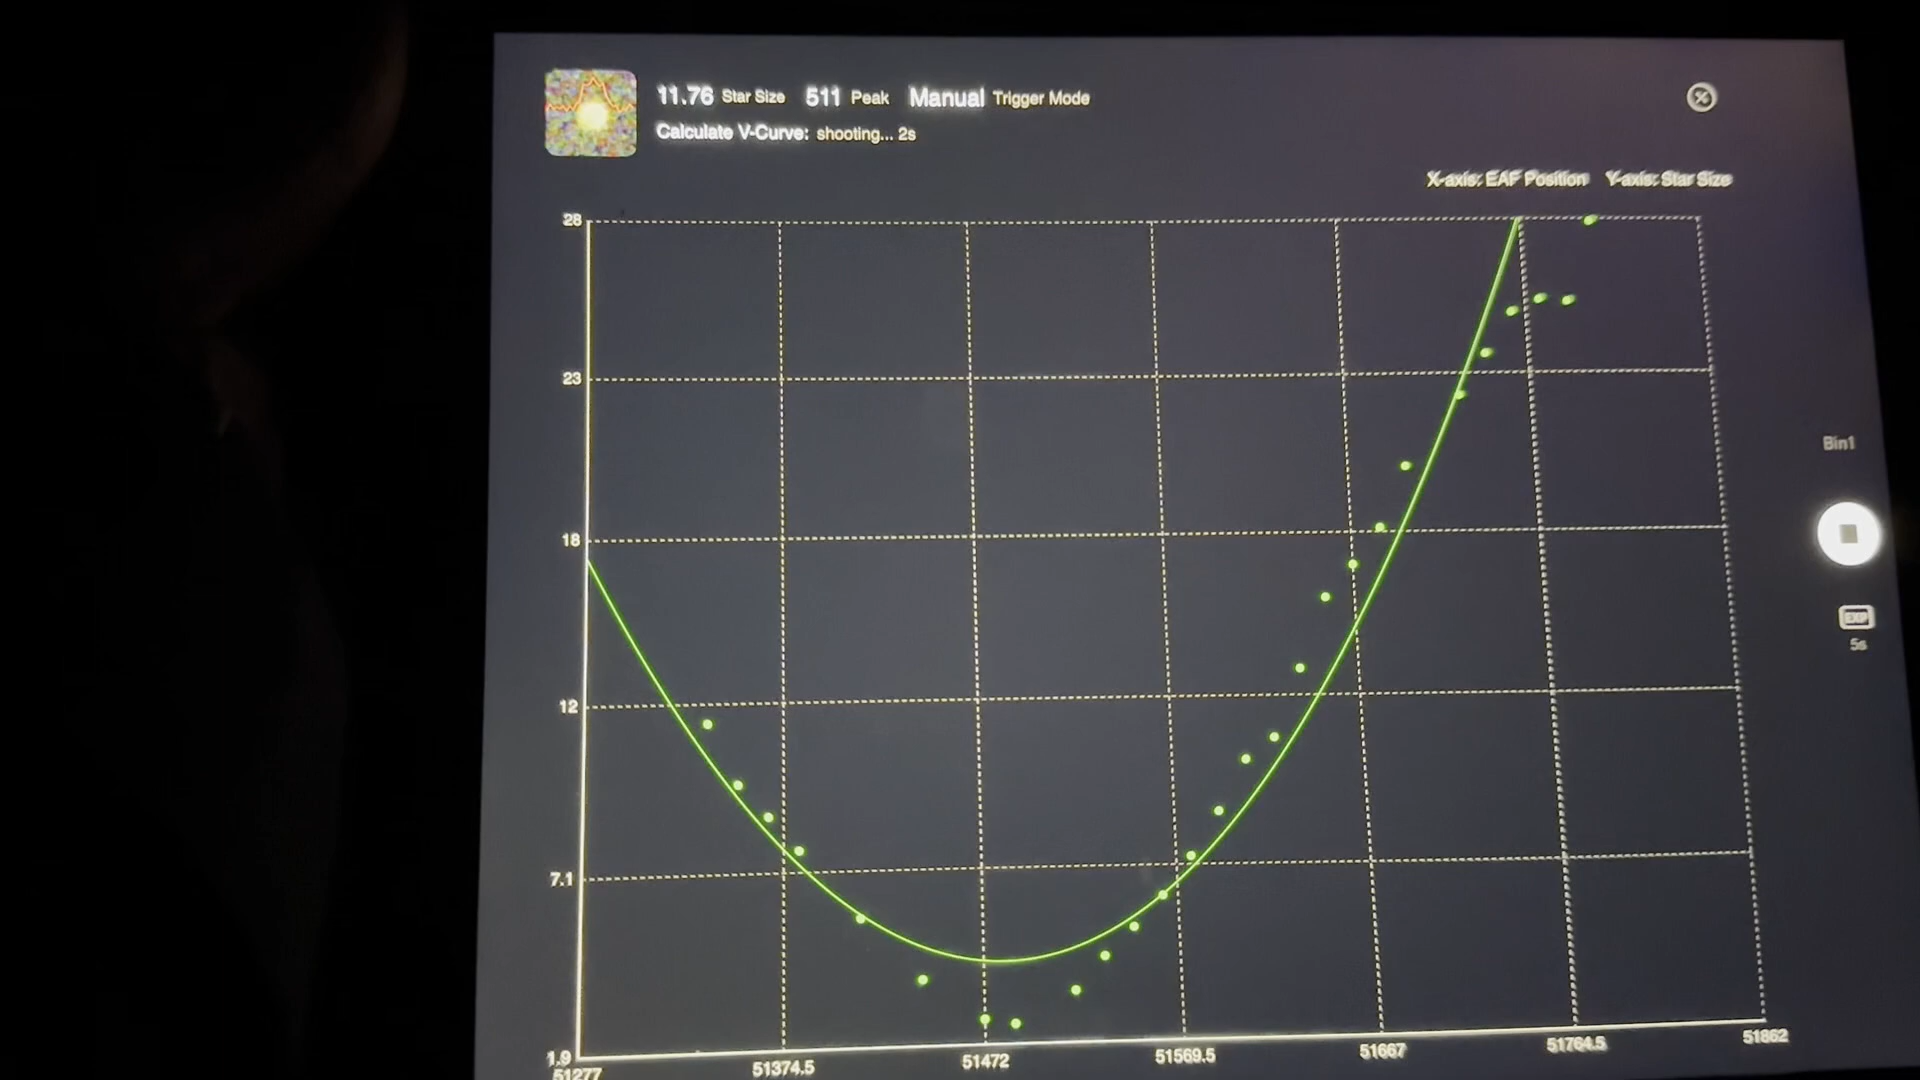 11.76 Star Size 511 Peak Manual Trigger Mode
Calculate V-Curve: shooting... 2s
X-axis: EAF Position Y-axis: Star Size
28
23
18
12
7.1
1.9
51277 51374.5 51472 51569.5 51667 51764.5 51862
Bin1
EXP
5s